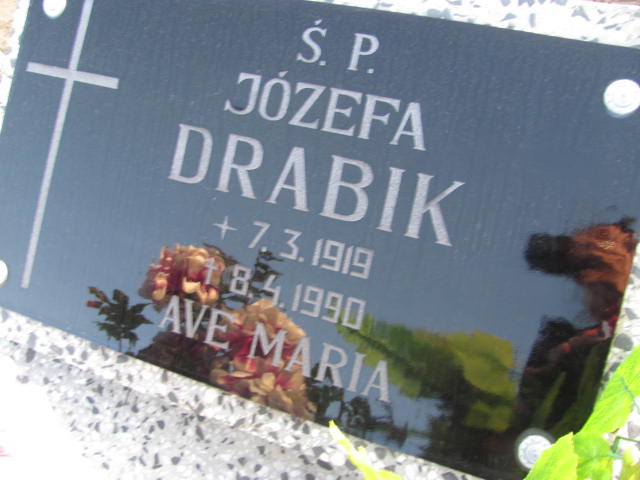 Ś. P.
JÓZEFA
DRABIK
+ 7.3.1919
† 8.4.1990
AVE MARIA